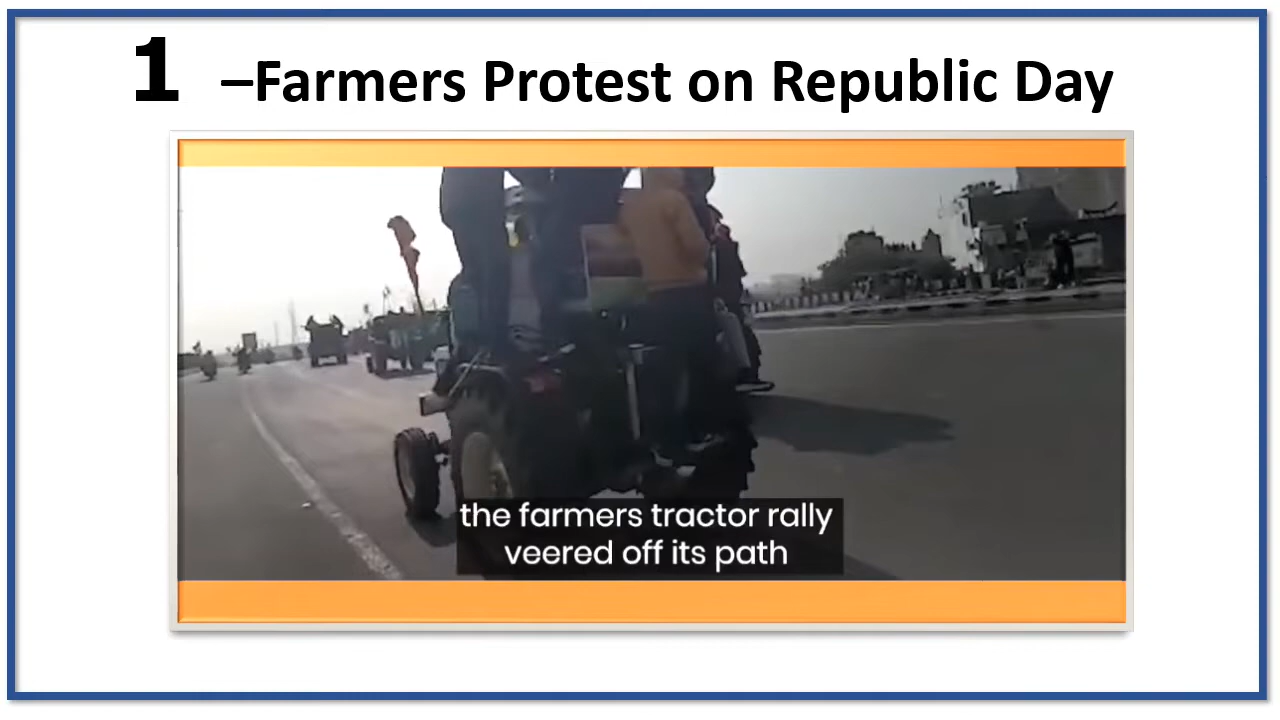 1 –Farmers Protest on Republic Day
the farmers tractor rally
veered off its path